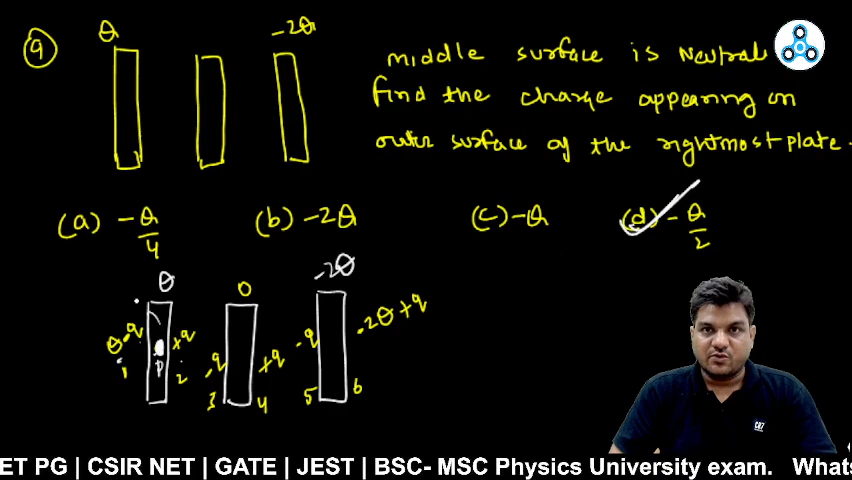 9
Q
-2Q
middle surface is Neutral
find the charge appearing on
outer surface of the rightmost plate.
(a) -Q/4
(b) -2Q
(c) -Q
(d) -Q/2
Q
0
-2Q
Q-q
+q
-q
+q
-q
-2Q+q
P
1
2
3
4
5
6
ET PG | CSIR NET | GATE | JEST | BSC- MSC Physics University exam. Whats